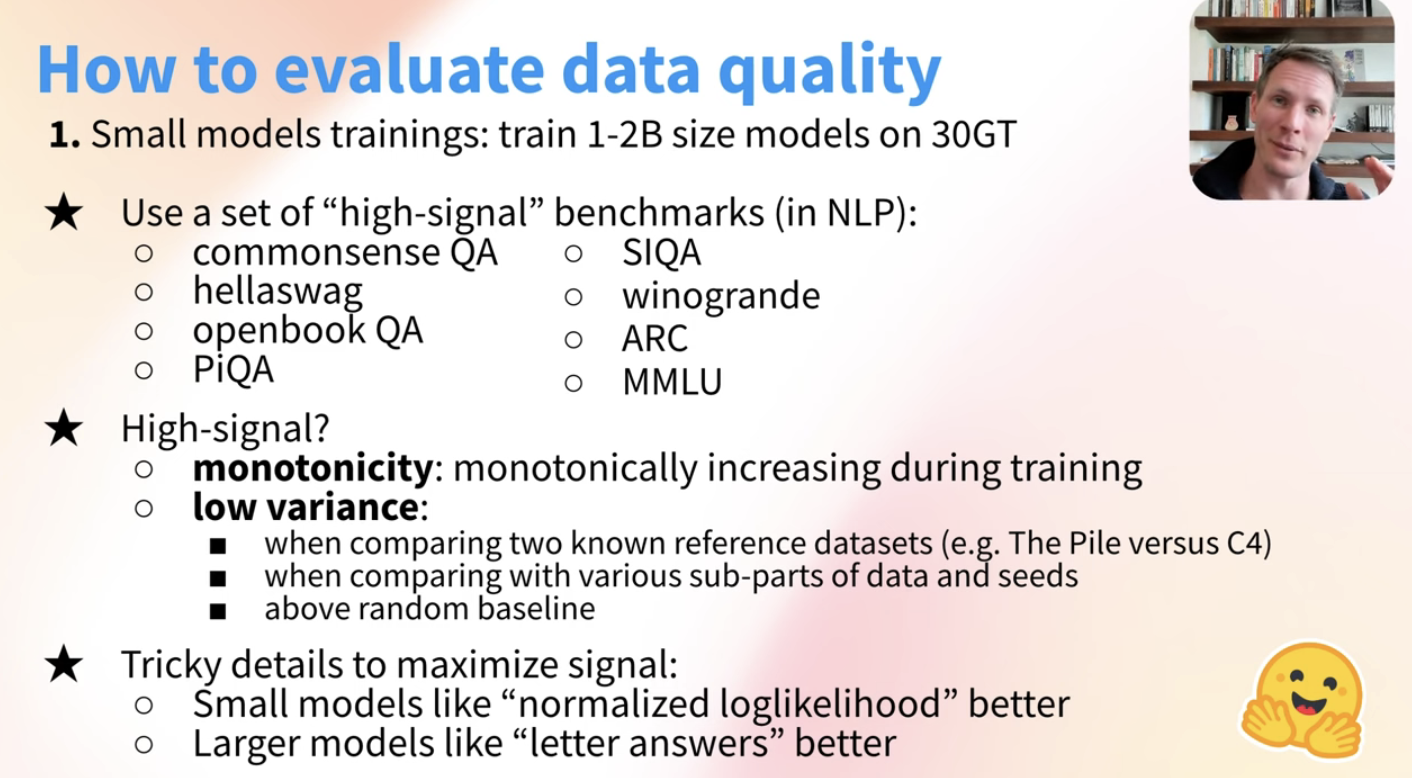 How to evaluate data quality
1. Small models trainings: train 1-2B size models on 30GT
★ Use a set of “high-signal” benchmarks (in NLP):
○ commonsense QA
○ hellaswag
○ openbook QA
○ PiQA
○ SIQA
○ winogrande
○ ARC
○ MMLU
★ High-signal?
○ monotonicity: monotonically increasing during training
○ low variance:
■ when comparing two known reference datasets (e.g. The Pile versus C4)
■ when comparing with various sub-parts of data and seeds
■ above random baseline
★ Tricky details to maximize signal:
○ Small models like “normalized loglikelihood” better
○ Larger models like “letter answers” better